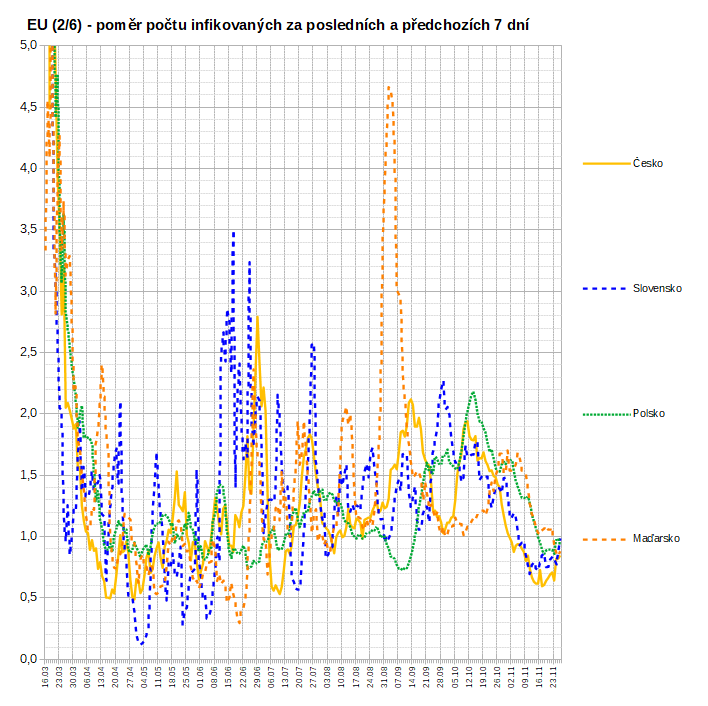 EU (2/6) - poměr počtu infikovaných za posledních a předchozích 7 dní
5,0
4,5
4,0
3,5
3,0
2,5
2,0
1,5
1,0
0,5
0,0
Česko
Slovensko
Polsko
Maďarsko
16.03 23.03 30.03 06.04 13.04 20.04 27.04 04.05 11.05 18.05 25.05 01.06 08.06 15.06 22.06 29.06 06.07 13.07 20.07 27.07 03.08 10.08 17.08 24.08 31.08 07.09 14.09 21.09 28.09 05.10 12.10 19.10 26.10 02.11 09.11 16.11 23.11